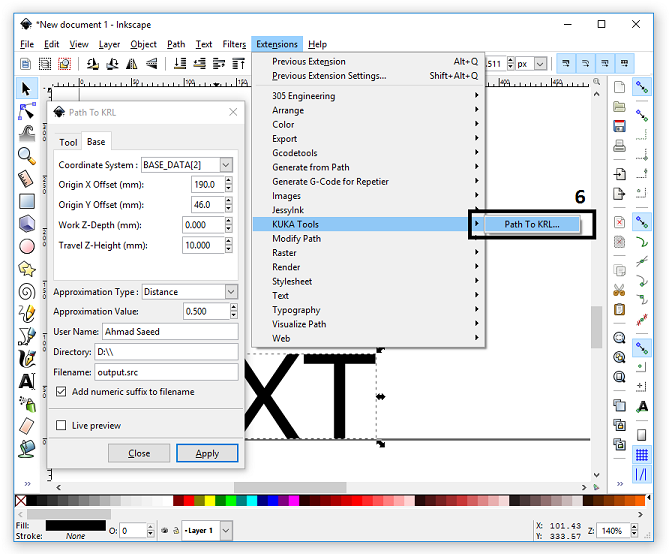 *New document 1 - Inkscape
File Edit View Layer Object Path Text Filters Extensions Help
.511 px
Previous Extension Alt+Q
Previous Extension Settings... Shift+Alt+Q
305 Engineering
Arrange
Color
Export
Gcodetools
Generate from Path
Generate G-Code for Repetier
Images
JessyInk
KUKA Tools
Modify Path
Raster
Render
Stylesheet
Text
Typography
Visualize Path
Web
6
Path To KRL...
Path To KRL
Tool Base
Coordinate System : BASE_DATA[2]
Origin X Offset (mm): 190.0
Origin Y Offset (mm): 46.0
Work Z-Depth (mm): 0.000
Travel Z-Height (mm): 10.000
Approximation Type : Distance
Approximation Value: 0.500
User Name: Ahmad Saeed
Directory: D:\\
Filename: output.src
Add numeric suffix to filename
Live preview
Close Apply
XT
Fill:
Stroke: None
O: 0
•Layer 1
X: 101.43
Y: 333.57
Z: 140%